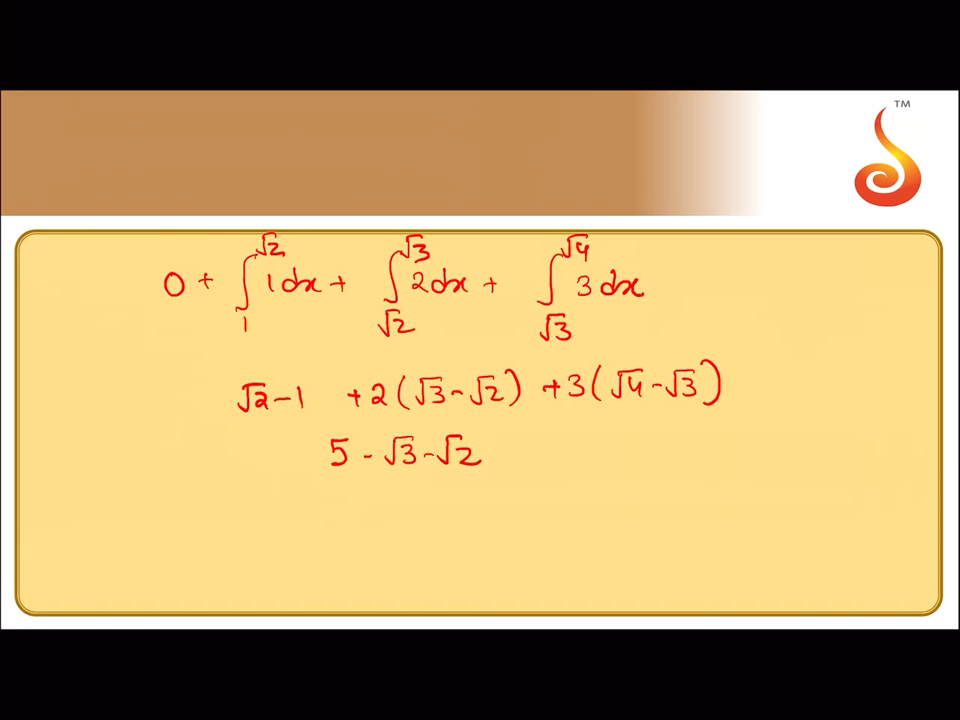 TM
0 + ∫₁^√2 1dx + ∫_√2^√3 2dx + ∫_√3^√4 3dx
√2 - 1 + 2(√3 - √2) + 3(√4 - √3)
5 - √3 - √2